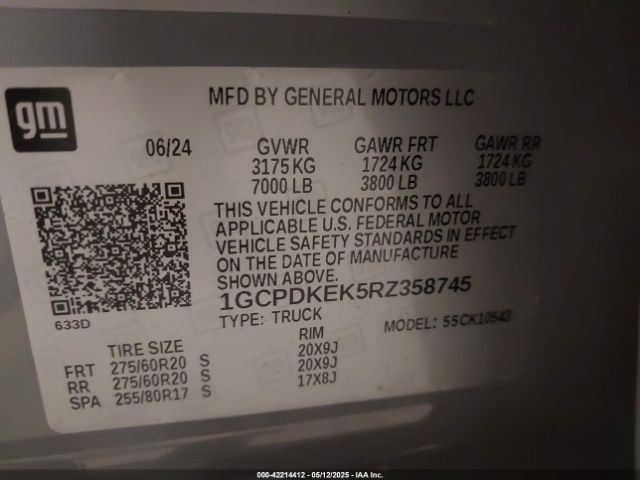 gm
MFD BY GENERAL MOTORS LLC
06/24 GVWR GAWR FRT GAWR RR
3175 KG 1724 KG 1724 KG
7000 LB 3800 LB 3800 LB
THIS VEHICLE CONFORMS TO ALL
APPLICABLE U.S. FEDERAL MOTOR
VEHICLE SAFETY STANDARDS IN EFFECT
ON THE DATE OF MANUFACTURE
SHOWN ABOVE.
1GCPDKEK5RZ358745
633D
TYPE: TRUCK MODEL: 55CK10543
TIRE SIZE RIM
FRT 275/60R20 S 20X9J
RR 275/60R20 S 20X9J
SPA 255/80R17 S 17X8J
000-42214412 - 05/12/2025 - IAA Inc.